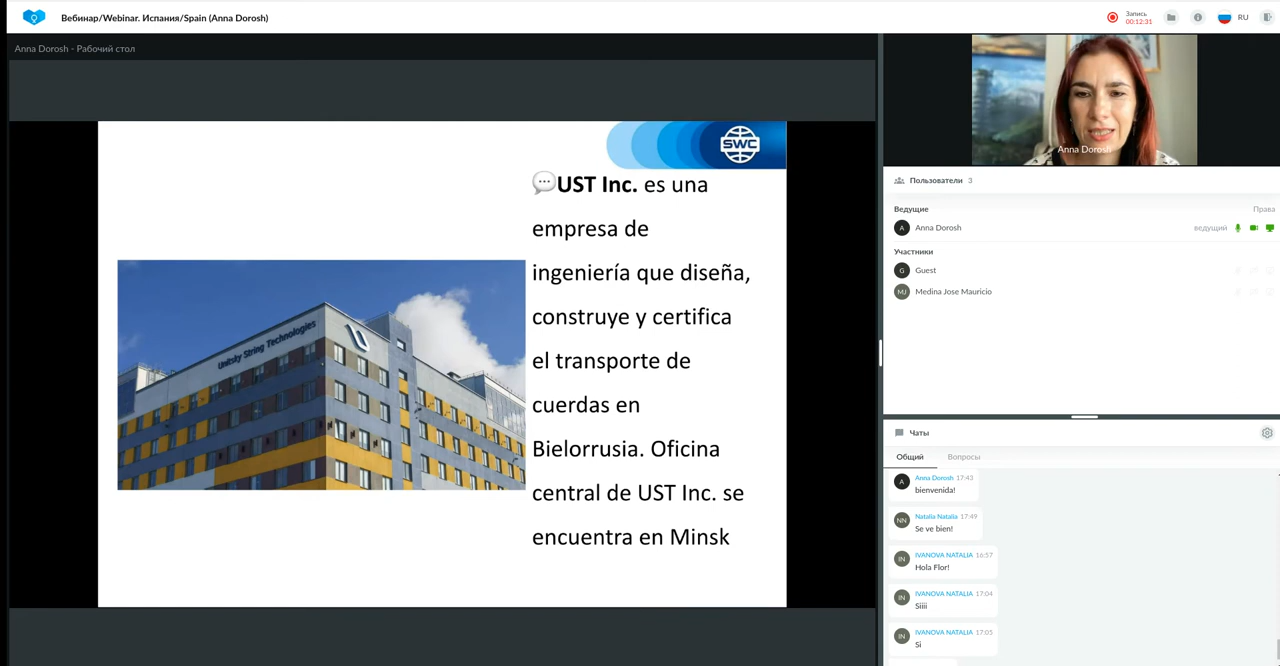 Вебинар/Webinar. Испания/Spain (Anna Dorosh)
Запись
00:12:31
RU
Anna Dorosh - Рабочий стол
SWC
UST Inc. es una
empresa de
ingeniería que diseña,
construye y certifica
el transporte de
cuerdas en
Bielorrusia. Oficina
central de UST Inc. se
encuentra en Minsk
Unitsky String Technologies
Anna Dorosh
Пользователи 3
Ведущие Права
A Anna Dorosh ведущий
Участники
G Guest
MJ Medina Jose Mauricio
Чаты
Общий Вопросы
A Anna Dorosh 17:43
bienvenida!
NN Natalia Natalia 17:49
Se ve bien!
IN IVANOVA NATALIA 16:57
Hola Flor!
IN IVANOVA NATALIA 17:04
Siiii
IN IVANOVA NATALIA 17:05
Si